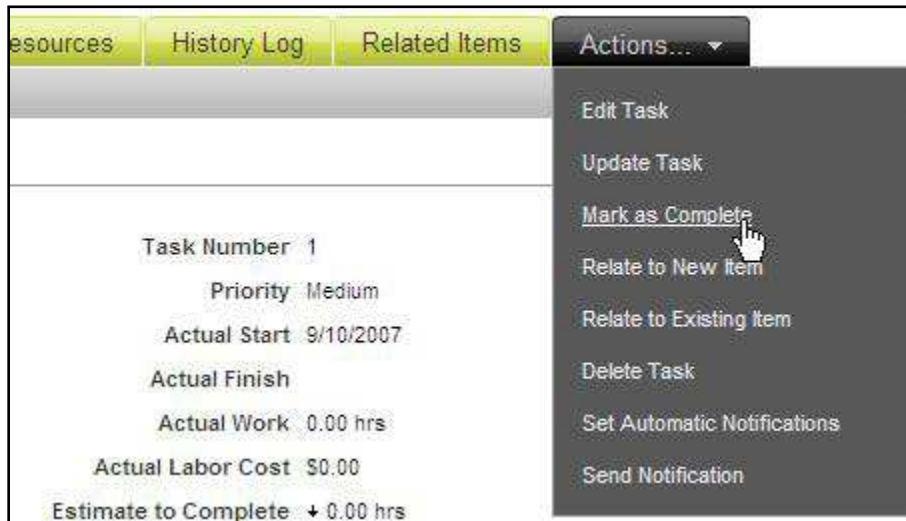 esources History Log Related Items Actions...
Edit Task
Update Task
Mark as Complete
Relate to New Item
Relate to Existing Item
Delete Task
Set Automatic Notifications
Send Notification
Task Number 1
Priority Medium
Actual Start 9/10/2007
Actual Finish
Actual Work 0.00 hrs
Actual Labor Cost $0.00
Estimate to Complete 0.00 hrs